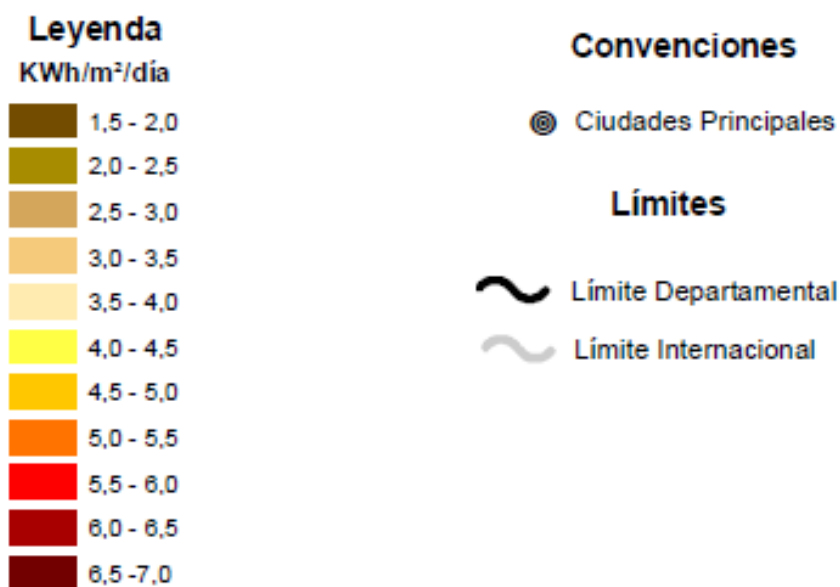 Leyenda
KWh/m²/día
1,5 - 2,0
2,0 - 2,5
2,5 - 3,0
3,0 - 3,5
3,5 - 4,0
4,0 - 4,5
4,5 - 5,0
5,0 - 5,5
5,5 - 6,0
6,0 - 6,5
6,5 -7,0
Convenciones
Ciudades Principales
Límites
Límite Departamental
Límite Internacional